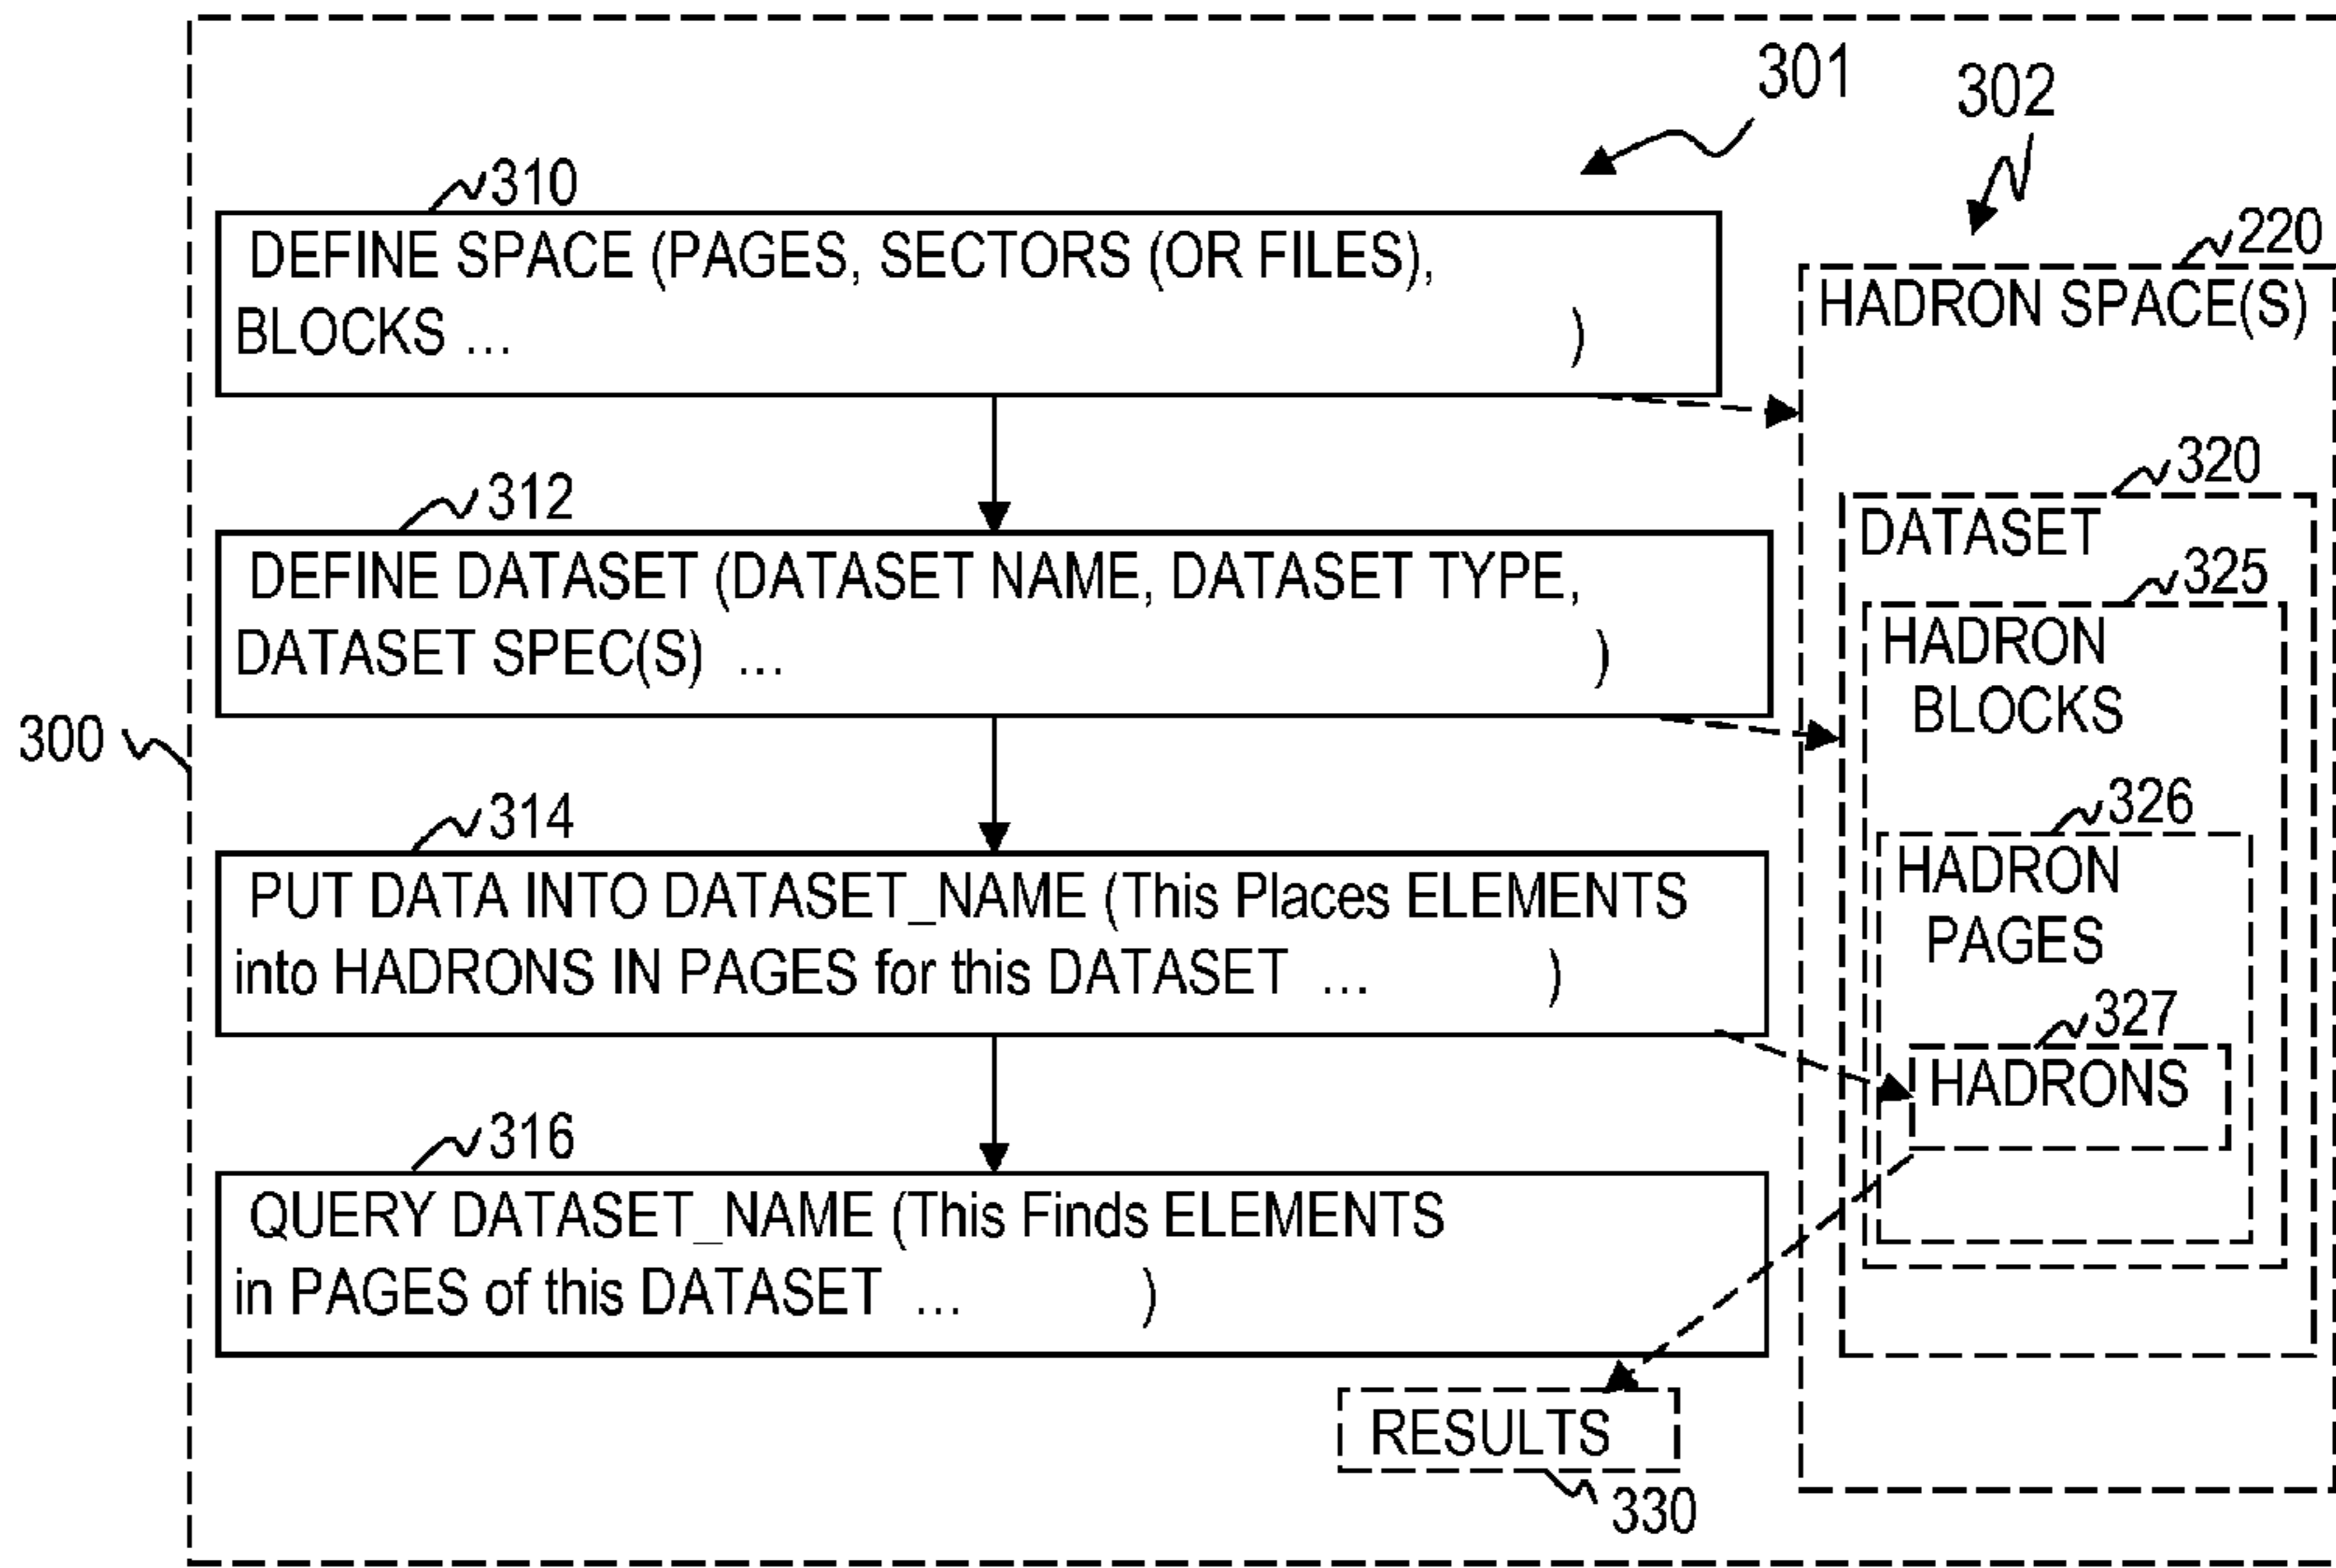 301
302
310
DEFINE SPACE (PAGES, SECTORS (OR FILES),
BLOCKS ... )
220
HADRON SPACE(S)
312
DEFINE DATASET (DATASET NAME, DATASET TYPE,
DATASET SPEC(S) ... )
320
DATASET
325
HADRON
BLOCKS
300
314
PUT DATA INTO DATASET_NAME (This Places ELEMENTS
into HADRONS IN PAGES for this DATASET ... )
326
HADRON
PAGES
327
HADRONS
316
QUERY DATASET_NAME (This Finds ELEMENTS
in PAGES of this DATASET ... )
RESULTS
330